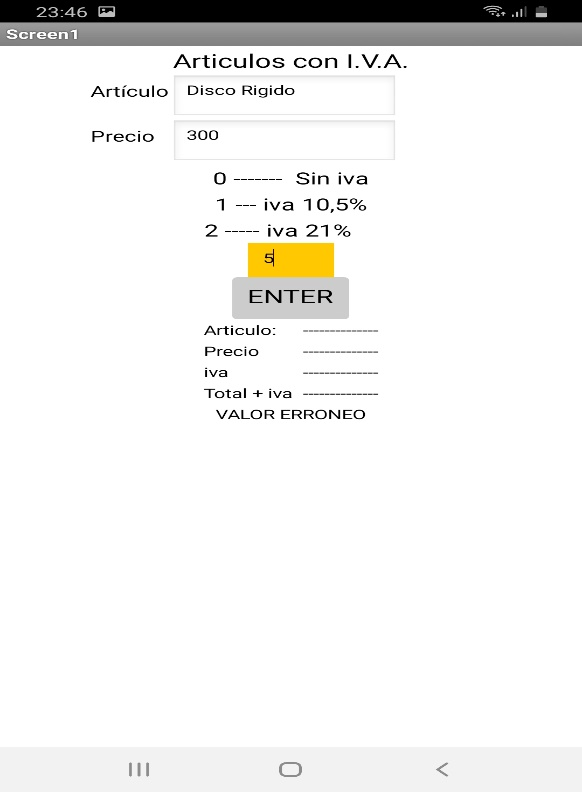 23:46
Screen1
Articulos con I.V.A.
Artículo Disco Rigido
Precio 300
0 ------- Sin iva
1 --- iva 10,5%
2 ----- iva 21%
5
ENTER
Articulo: --------------
Precio --------------
iva --------------
Total + iva --------------
VALOR ERRONEO